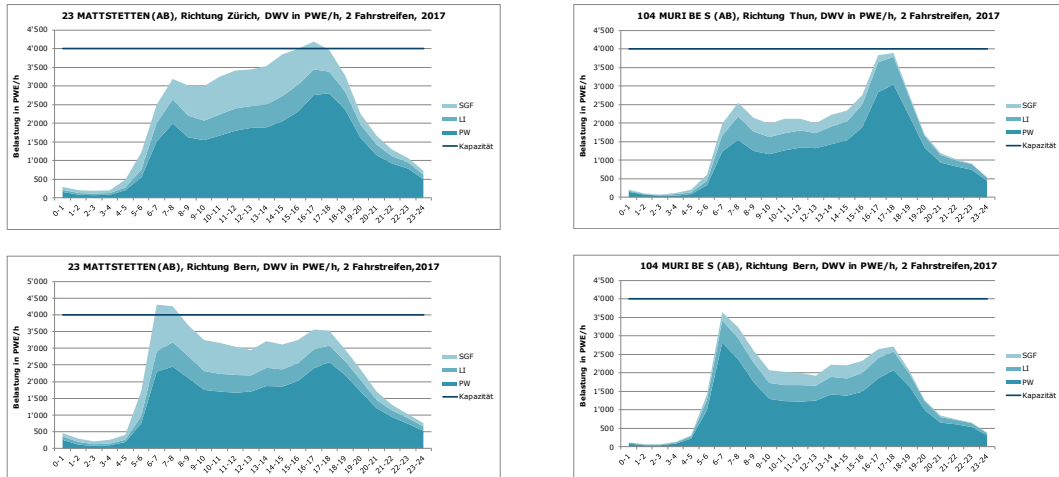 23 MATTSTETTEN (AB), Richtung Zürich, DWV in PWE/h, 2 Fahrstreifen, 2017
Belastung in PWE/h
4'500
4'000
3'500
3'000
2'500
2'000
1'500
1'000
500
0
0-1 1-2 2-3 3-4 4-5 5-6 6-7 7-8 8-9 9-10 10-11 11-12 12-13 13-14 14-15 15-16 16-17 17-18 18-19 19-20 20-21 21-22 22-23 23-24
SGF
LI
PW
Kapazität
104 MURI BE S (AB), Richtung Thun, DWV in PWE/h, 2 Fahrstreifen, 2017
Belastung in PWE/h
4'500
4'000
3'500
3'000
2'500
2'000
1'500
1'000
500
0
0-1 1-2 2-3 3-4 4-5 5-6 6-7 7-8 8-9 9-10 10-11 11-12 12-13 13-14 14-15 15-16 16-17 17-18 18-19 19-20 20-21 21-22 22-23 23-24
SGF
LI
PW
Kapazität
23 MATTSTETTEN (AB), Richtung Bern, DWV in PWE/h, 2 Fahrstreifen,2017
Belastung in PWE/h
5'000
4'500
4'000
3'500
3'000
2'500
2'000
1'500
1'000
500
0
0-1 1-2 2-3 3-4 4-5 5-6 6-7 7-8 8-9 9-10 10-11 11-12 12-13 13-14 14-15 15-16 16-17 17-18 18-19 19-20 20-21 21-22 22-23 23-24
SGF
LI
PW
Kapazität
104 MURI BE S (AB), Richtung Bern, DWV in PWE/h, 2 Fahrstreifen,2017
Belastung in PWE/h
4'500
4'000
3'500
3'000
2'500
2'000
1'500
1'000
500
0
0-1 1-2 2-3 3-4 4-5 5-6 6-7 7-8 8-9 9-10 10-11 11-12 12-13 13-14 14-15 15-16 16-17 17-18 18-19 19-20 20-21 21-22 22-23 23-24
SGF
LI
PW
Kapazität